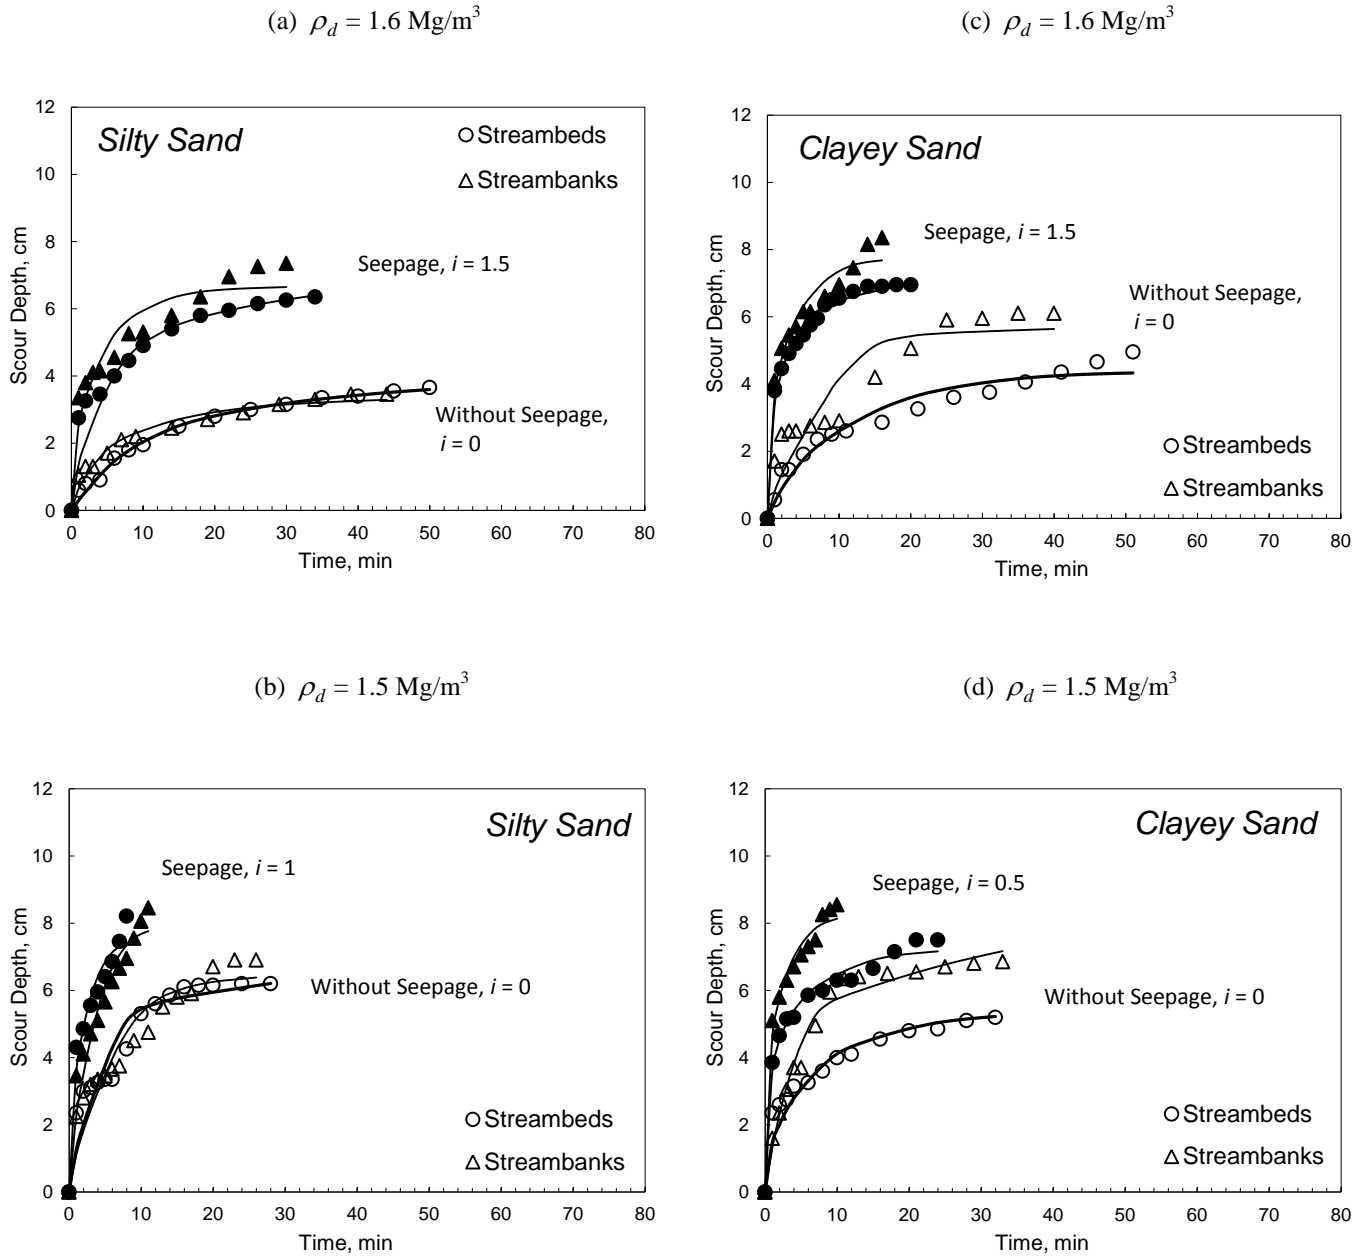 (a) ρd = 1.6 Mg/m³
Silty Sand
Streambeds
Streambanks
Seepage, i = 1.5
Without Seepage,
i = 0
Scour Depth, cm
12
10
8
6
4
2
0
0 10 20 30 40 50 60 70 80
Time, min
(c) ρd = 1.6 Mg/m³
Clayey Sand
Seepage, i = 1.5
Without Seepage,
i = 0
Streambeds
Streambanks
Scour Depth, cm
12
10
8
6
4
2
0
0 10 20 30 40 50 60 70 80
Time, min
(b) ρd = 1.5 Mg/m³
Silty Sand
Seepage, i = 1
Without Seepage, i = 0
Streambeds
Streambanks
Scour Depth, cm
12
10
8
6
4
2
0
0 10 20 30 40 50 60 70 80
Time, min
(d) ρd = 1.5 Mg/m³
Clayey Sand
Seepage, i = 0.5
Without Seepage, i = 0
Streambeds
Streambanks
Scour Depth, cm
12
10
8
6
4
2
0
0 10 20 30 40 50 60 70 80
Time, min